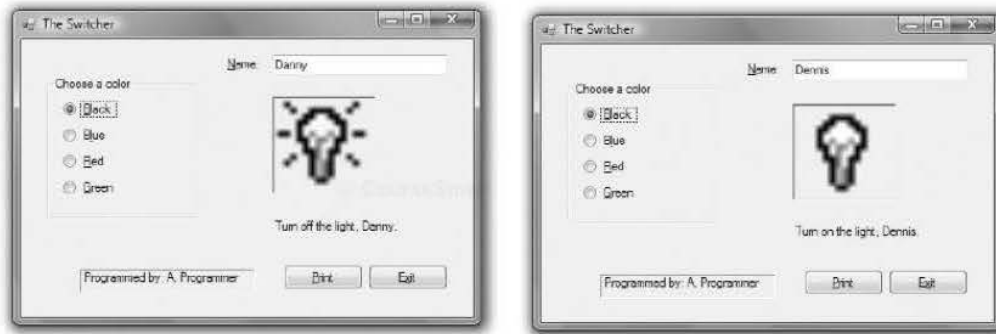 The Switcher
Name Danny
Choose a color
Black
Blue
Red
Green
Turn off the light, Danny.
Programmed by: A. Programmer
Print Exit
The Switcher
Name Dennis
Choose a color
Black
Blue
Red
Green
Turn on the light, Dennis.
Programmed by: A. Programmer
Print Exit